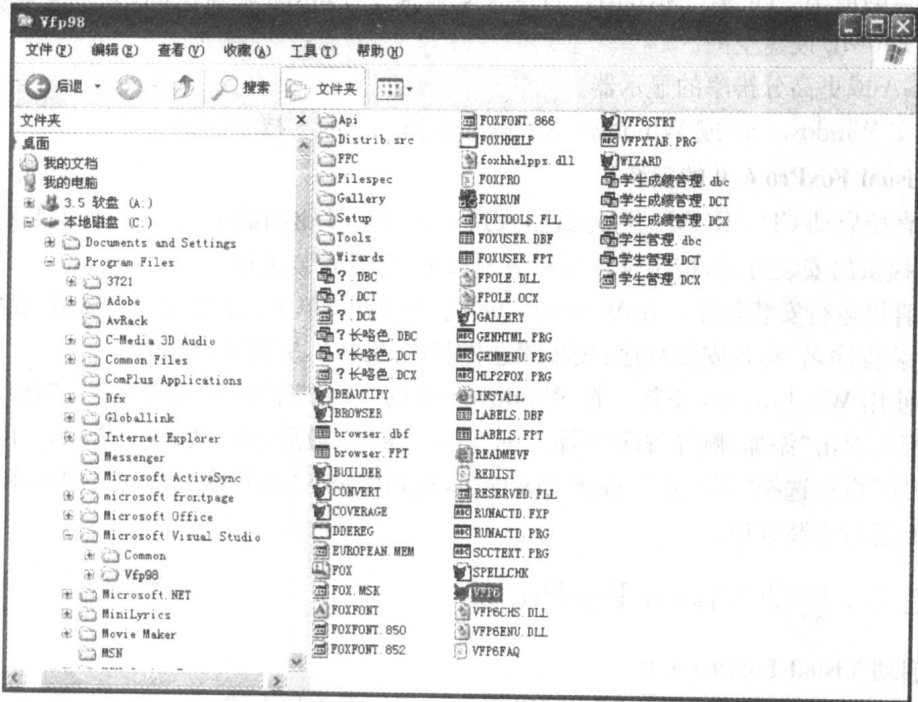 Vfp98
文件(F) 编辑(E) 查看(V) 收藏(A) 工具(T) 帮助(H)
后退 搜索 文件夹
文件夹
桌面
我的文档
我的电脑
3.5 软盘 (A:)
本地磁盘 (C:)
Documents and Settings
Program Files
3721
Adobe
AvRack
C-Media 3D Audio
Common Files
ComPlus Applications
Dfx
Globallink
Internet Explorer
Messenger
Microsoft ActiveSync
microsoft frontpage
Microsoft Office
Microsoft Visual Studio
Common
Vfp98
Microsoft.NET
MiniLyrics
Movie Maker
MSN
Api
Distrib.src
FFC
Filespec
Gallery
Setup
Tools
Wizards
?.DBC
?.DCT
?.DCX
?长咯色.DBC
?长咯色.DCT
?长咯色.DCX
BEAUTIFY
BROWSER
browser.dbf
browser.FPT
BUILDER
CONVERT
COVERAGE
DDEREG
EUROPEAN.MEM
FOX
FOX.MSK
FOXFONT
FOXFONT.850
FOXFONT.852
FOXFONT.866
FOXHHELP
foxhhelpps.dll
FOXPRO
FOXRUN
FOXTOOLS.FLL
FOXUSER.DBF
FOXUSER.FPT
FPOLE.DLL
FPOLE.OCX
GALLERY
GENHTML.PRG
GENMENU.PRG
HLP2FOX.PRG
INSTALL
LABELS.DBF
LABELS.FPT
READMEVF
REDIST
RESERVED.FLL
RUNACTD.FXP
RUNACTD.PRG
SCCTEXT.PRG
SPELLCHK
VFP6
VFP6CHS.DLL
VFP6ENU.DLL
VFP6FAQ
VFP6STRT
VFPXTAB.PRG
WIZARD
学生成绩管理.dbc
学生成绩管理.DCT
学生成绩管理.DCX
学生管理.dbc
学生管理.DCT
学生管理.DCX